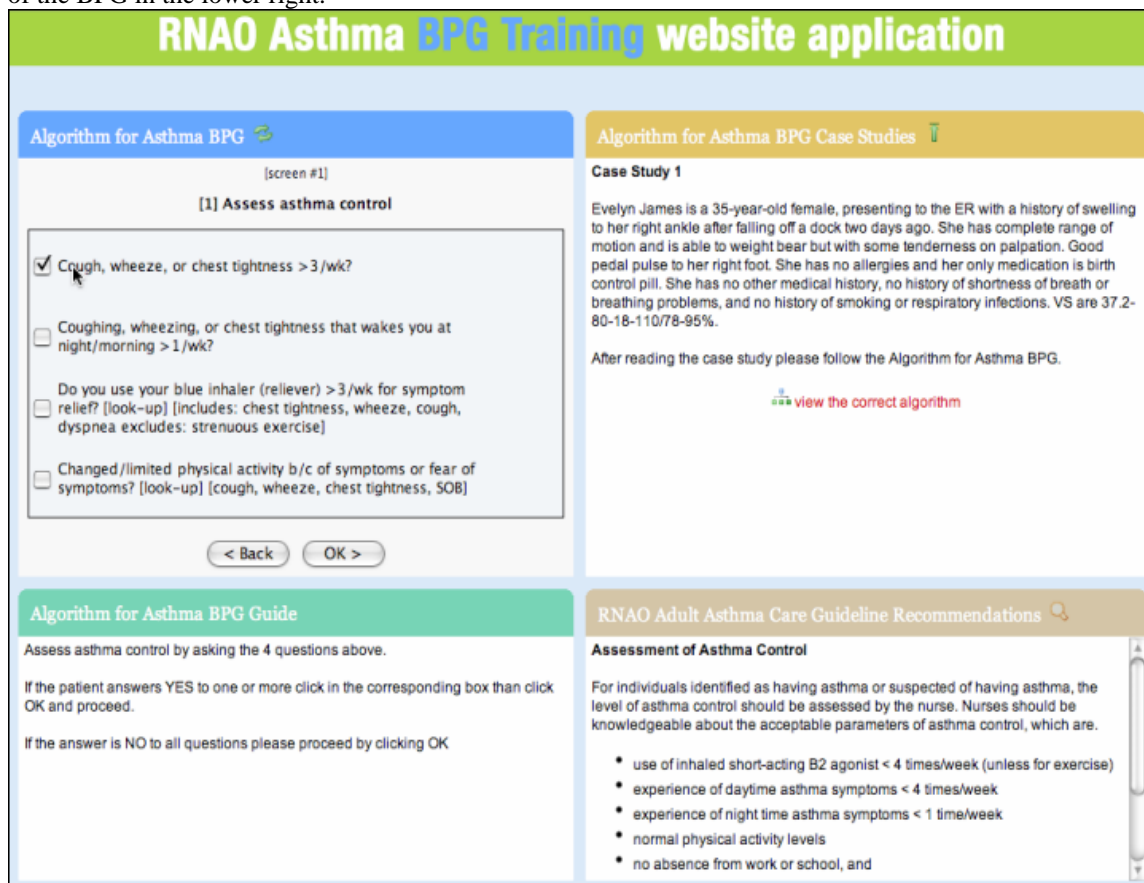 of the BPG in the lower right.
RNAO Asthma BPG Training website application
Algorithm for Asthma BPG
[screen #1]
[1] Assess asthma control
Cough, wheeze, or chest tightness >3/wk?
Coughing, wheezing, or chest tightness that wakes you at
night/morning >1/wk?
Do you use your blue inhaler (reliever) >3/wk for symptom
relief? [look-up] [includes: chest tightness, wheeze, cough,
dyspnea excludes: strenuous exercise]
Changed/limited physical activity b/c of symptoms or fear of
symptoms? [look-up] [cough, wheeze, chest tightness, SOB]
< Back
OK >
Algorithm for Asthma BPG Case Studies
Case Study 1
Evelyn James is a 35-year-old female, presenting to the ER with a history of swelling
to her right ankle after falling off a dock two days ago. She has complete range of
motion and is able to weight bear but with some tenderness on palpation. Good
pedal pulse to her right foot. She has no allergies and her only medication is birth
control pill. She has no other medical history, no history of shortness of breath or
breathing problems, and no history of smoking or respiratory infections. VS are 37.2-
80-18-110/78-95%.
After reading the case study please follow the Algorithm for Asthma BPG.
view the correct algorithm
Algorithm for Asthma BPG Guide
Assess asthma control by asking the 4 questions above.
If the patient answers YES to one or more click in the corresponding box than click
OK and proceed.
If the answer is NO to all questions please proceed by clicking OK
RNAO Adult Asthma Care Guideline Recommendations
Assessment of Asthma Control
For individuals identified as having asthma or suspected of having asthma, the
level of asthma control should be assessed by the nurse. Nurses should be
knowledgeable about the acceptable parameters of asthma control, which are.
• use of inhaled short-acting B2 agonist < 4 times/week (unless for exercise)
• experience of daytime asthma symptoms < 4 times/week
• experience of night time asthma symptoms < 1 time/week
• normal physical activity levels
• no absence from work or school, and